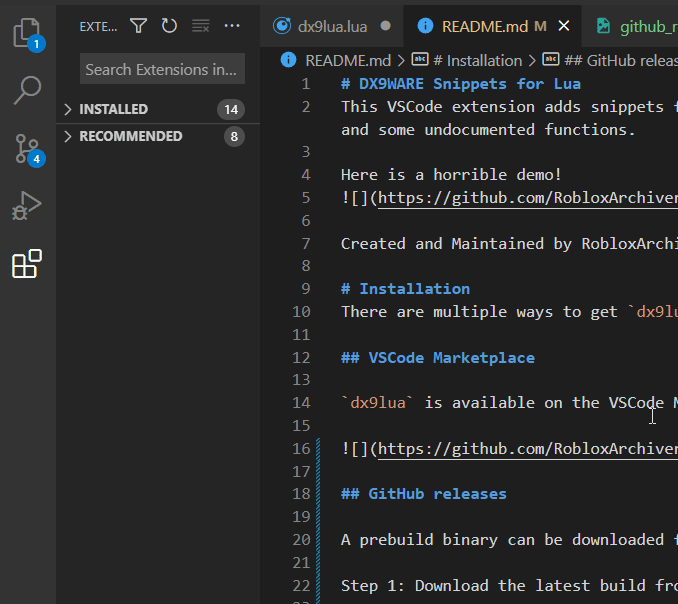 1
4
EXTE...
Search Extensions in...
INSTALLED 14
RECOMMENDED 8
dx9lua.lua
README.md M
github_r
README.md > # Installation > ## GitHub releas
1 # DX9WARE Snippets for Lua
2 This VSCode extension adds snippets f
and some undocumented functions.
3
4 Here is a horrible demo!
5 ![](https://github.com/RobloxArchiver
6
7 Created and Maintained by RobloxArchi
8
9 # Installation
10 There are multiple ways to get `dx9lu
11
12 ## VSCode Marketplace
13
14 `dx9lua` is available on the VSCode M
15
16 ![](https://github.com/RobloxArchiver
17
18 ## GitHub releases
19
20 A prebuild binary can be downloaded f
21
22 Step 1: Download the latest build fro